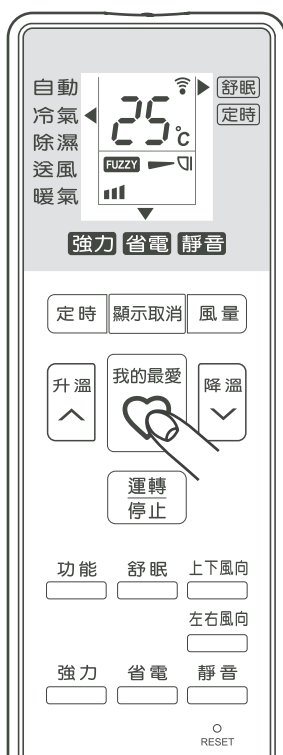 自動
冷氣
除濕
送風
暖氣
25℃
FUZZY
舒眠
定時
強力 省電 靜音
定時 顯示取消 風量
升溫 我的最愛 降溫
運轉
停止
功能 舒眠 上下風向
左右風向
強力 省電 靜音
RESET